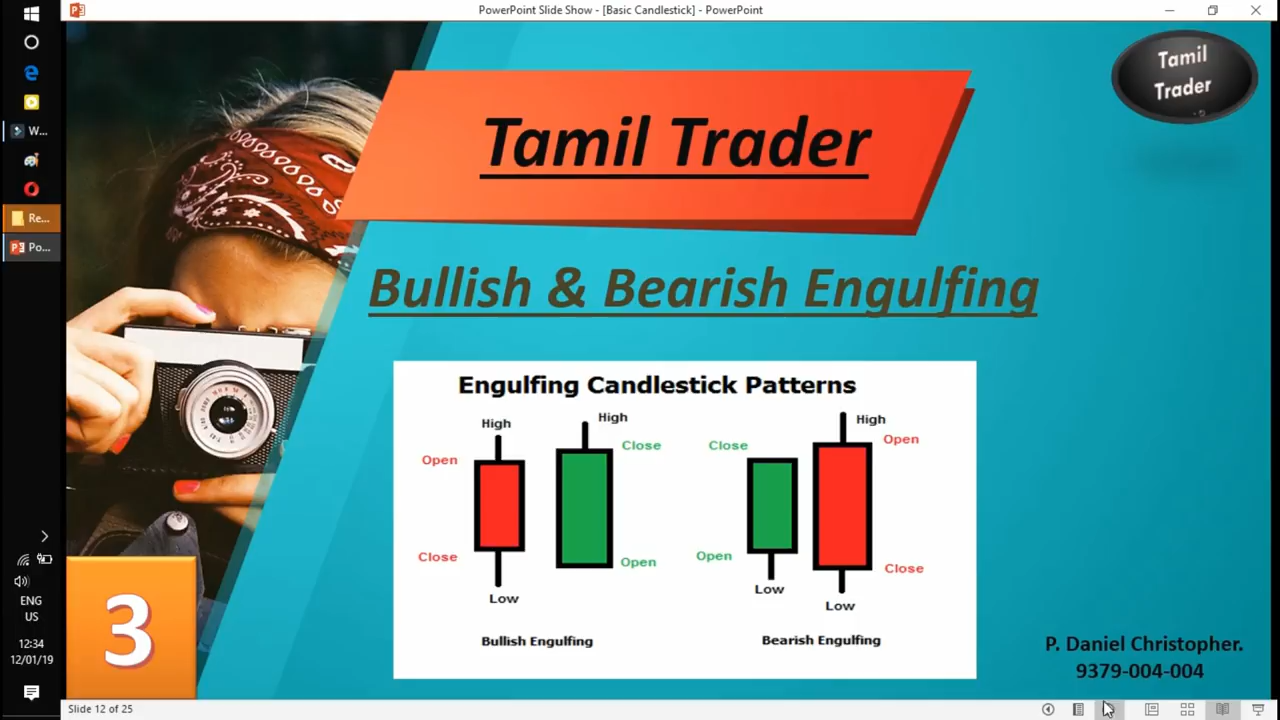 PowerPoint Slide Show - [Basic Candlestick] - PowerPoint
Tamil
Trader
Tamil Trader
Bullish & Bearish Engulfing
Engulfing Candlestick Patterns
High
High
High
Open
Close
Close
Open
Close
Open
Open
Close
Low
Low
Low
Bullish Engulfing
Bearish Engulfing
3
P. Daniel Christopher.
9379-004-004
W...
Re...
Po...
ENG
US
12:34
12/01/19
Slide 12 of 25